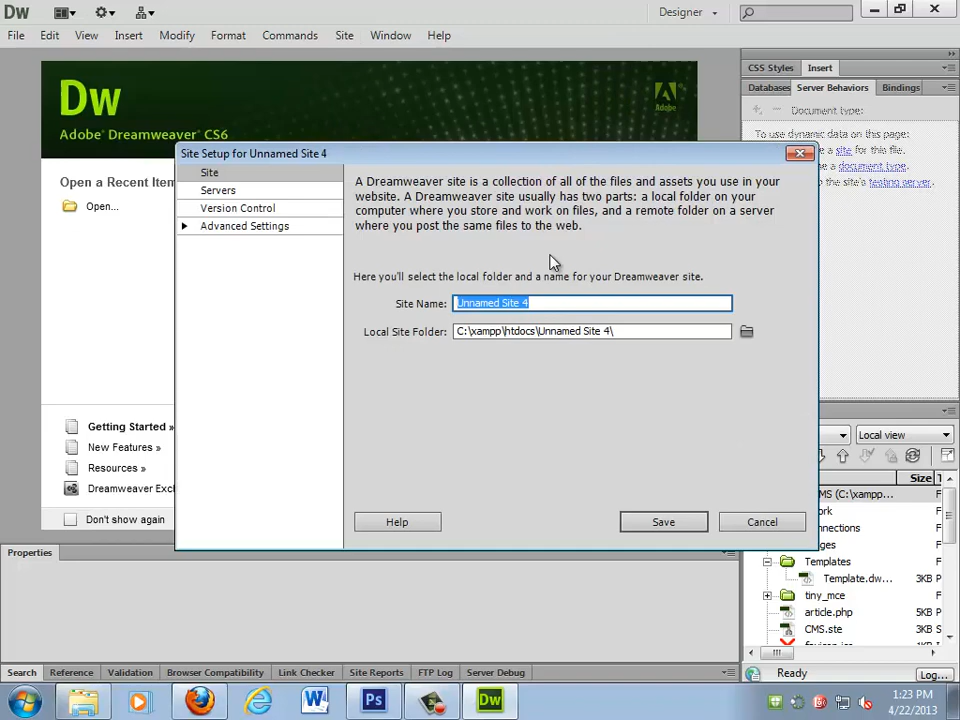 Dw
Designer
File Edit View Insert Modify Format Commands Site Window Help
Dw
Adobe
Adobe® Dreamweaver® CS6
CSS Styles Insert
Databases Server Behaviors Bindings
Document type:
To use dynamic data on this page:
a site for this file.
a document type.
the site's testing server.
Site Setup for Unnamed Site 4
Site
Servers
Version Control
Advanced Settings
A Dreamweaver site is a collection of all of the files and assets you use in your
website. A Dreamweaver site usually has two parts: a local folder on your
computer where you store and work on files, and a remote folder on a server
where you post the same files to the web.
Here you'll select the local folder and a name for your Dreamweaver site.
Site Name: Unnamed Site 4
Local Site Folder: C:\xampp\htdocs\Unnamed Site 4\
Help Save Cancel
Open a Recent Item
Open...
Getting Started »
New Features »
Resources »
Dreamweaver Exc
Don't show again
Local view
Size
MS (C:\xampp...
ork
onnections
ages
Templates
Template.dw... 3KB
tiny_mce
article.php 5KB
CMS.ste 3KB
Ready Log...
Properties
Search Reference Validation Browser Compatibility Link Checker Site Reports FTP Log Server Debug
W Ps Dw
1:23 PM
4/22/2013